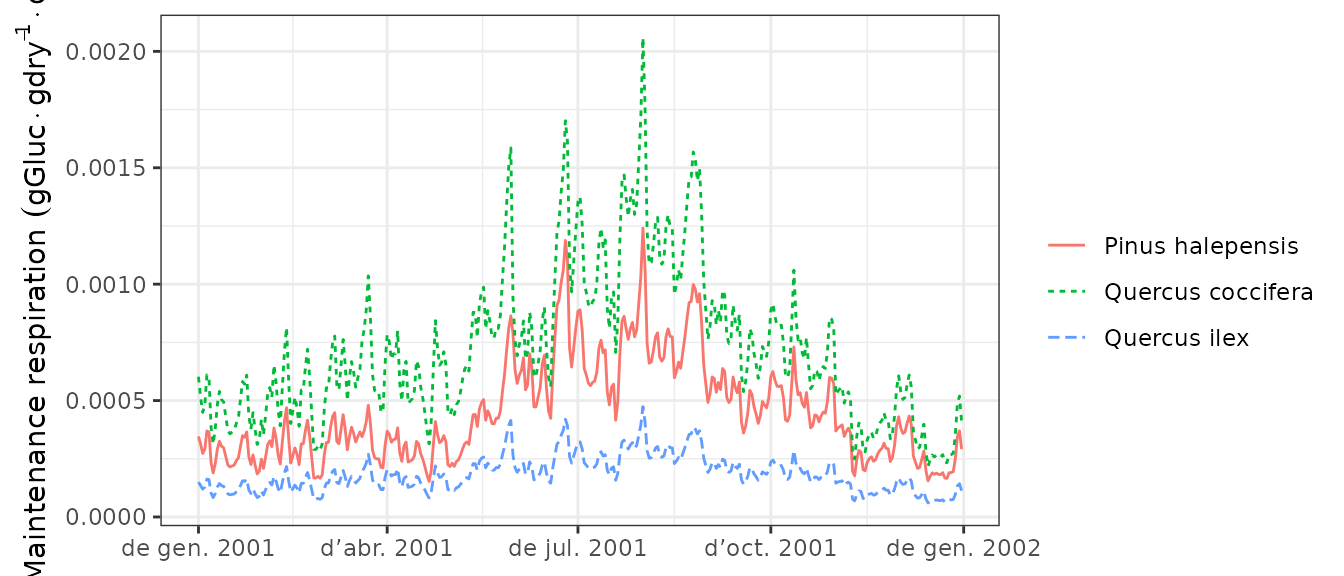 Maintenance respiration (gGluc · gdry⁻¹ ·
0.0020
0.0015
0.0010
0.0005
0.0000
de gen. 2001 d’abr. 2001 de jul. 2001 d’oct. 2001 de gen. 2002
Pinus halepensis
Quercus coccifera
Quercus ilex